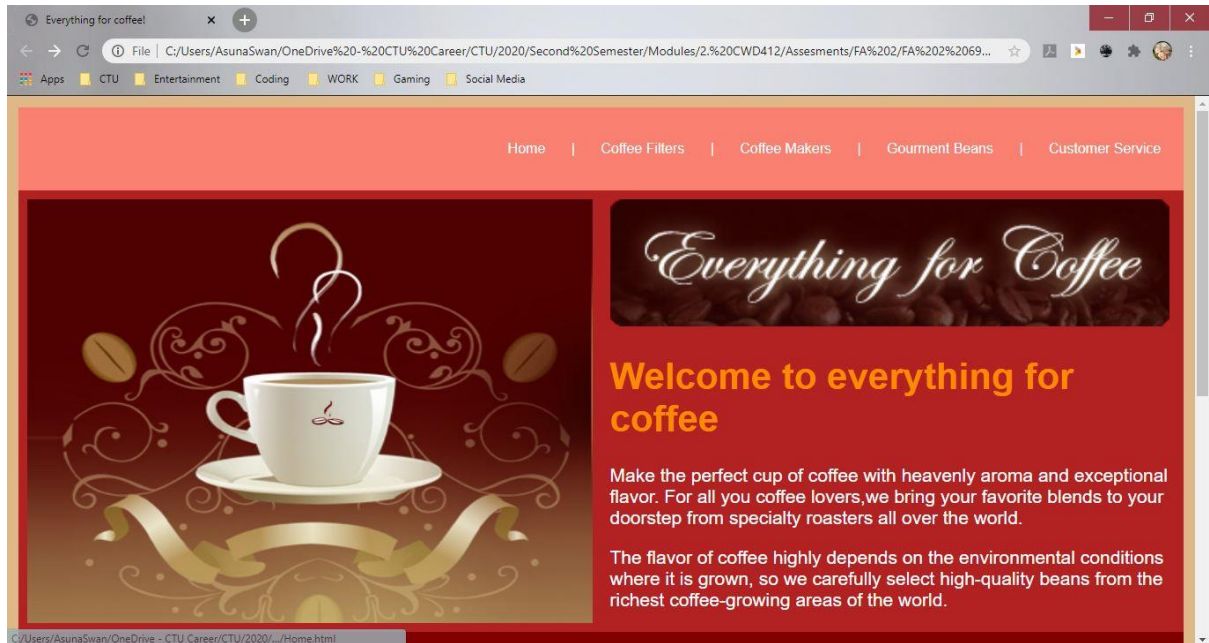 Everything for coffee!
File | C:/Users/AsunaSwan/OneDrive%20-%20CTU%20Career/CTU/2020/Second%20Semester/Modules/2.%20CWD412/Assesments/FA%202/FA%202%2069...
Apps CTU Entertainment Coding WORK Gaming Social Media
Home | Coffee Filters | Coffee Makers | Gourment Beans | Customer Service
Everything for Coffee
Welcome to everything for
coffee
Make the perfect cup of coffee with heavenly aroma and exceptional
flavor. For all you coffee lovers,we bring your favorite blends to your
doorstep from specialty roasters all over the world.
The flavor of coffee highly depends on the environmental conditions
where it is grown, so we carefully select high-quality beans from the
richest coffee-growing areas of the world.
C:/Users/AsunaSwan/OneDrive - CTU Career/CTU/2020/.../Home.html